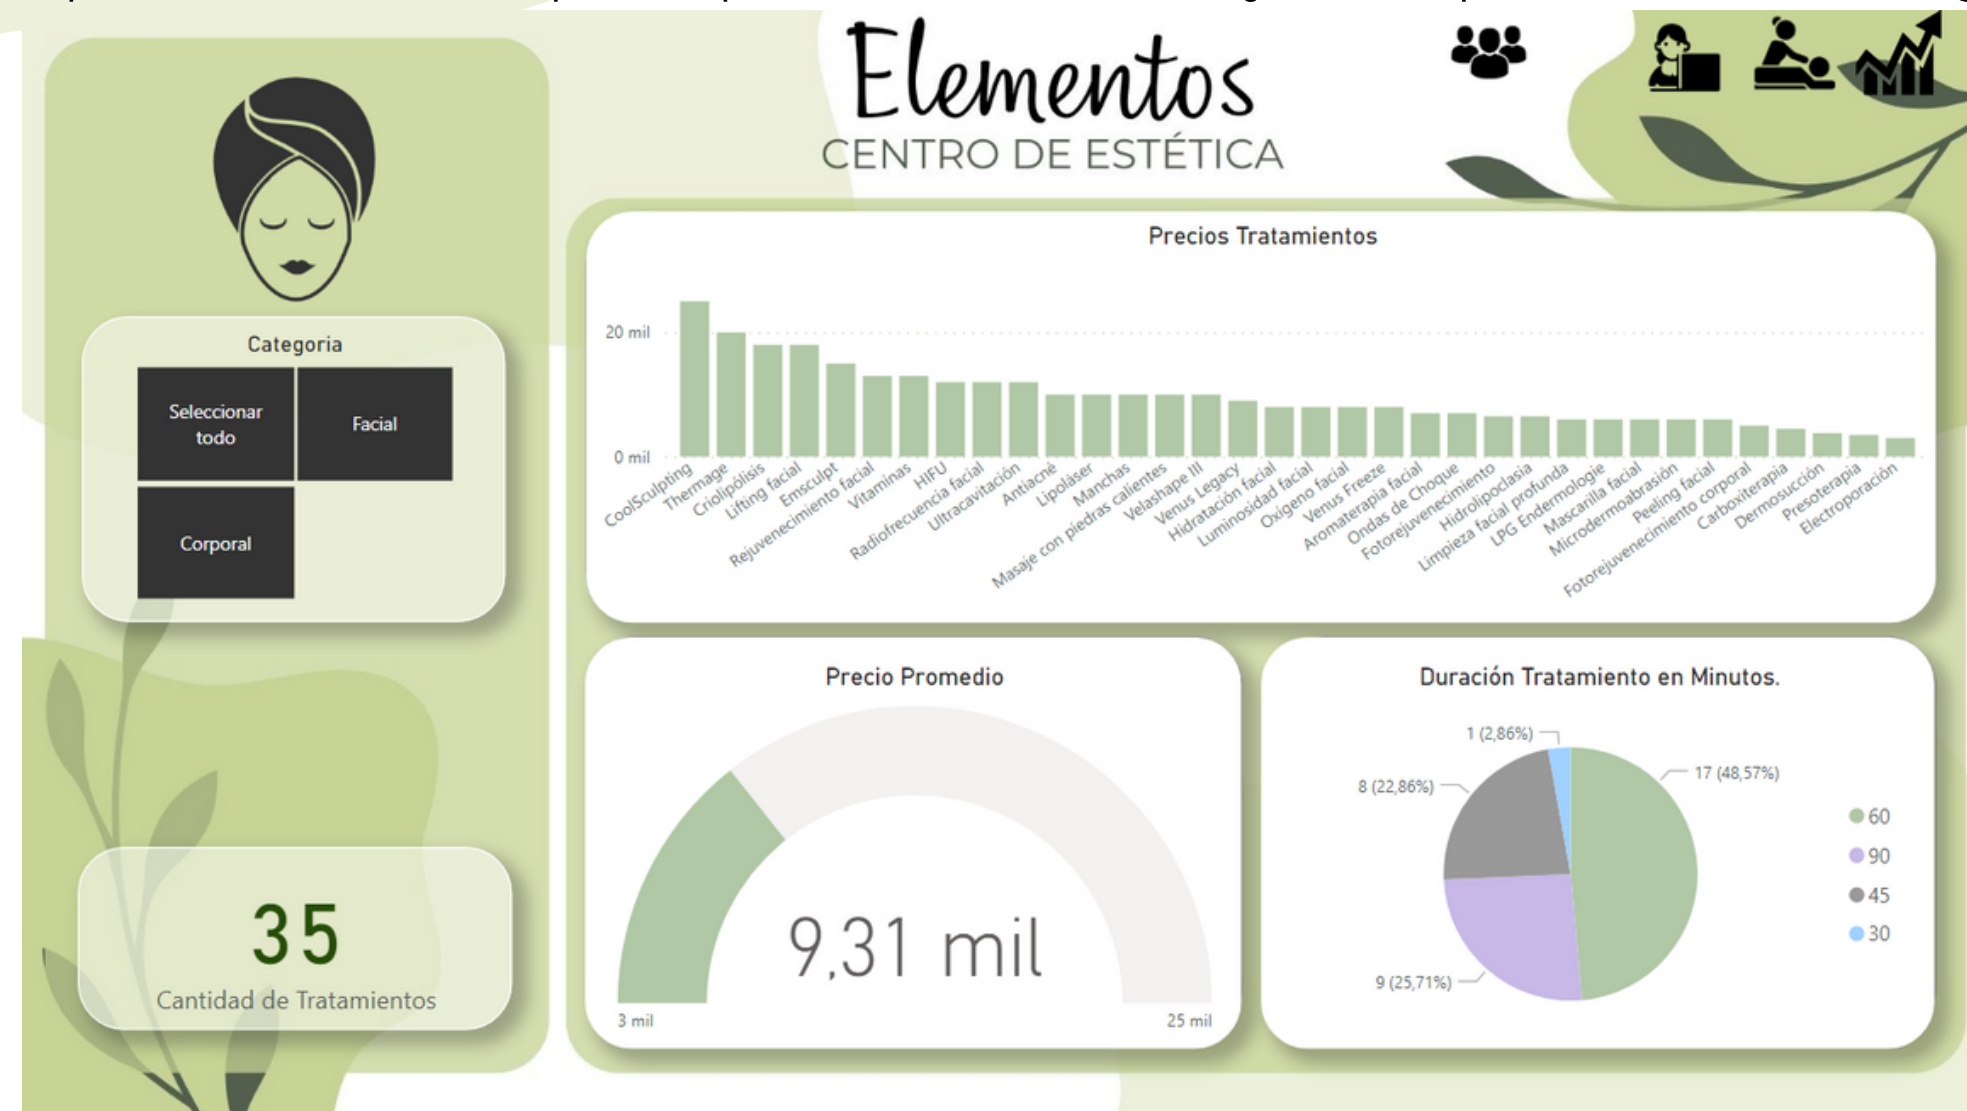 Elementos
CENTRO DE ESTÉTICA
Categoria
Seleccionar
todo
Facial
Corporal
35
Cantidad de Tratamientos
Precios Tratamientos
20 mil
0 mil
CoolSculpting
Thermage
Criolipólisis
Lifting facial
Emsculpt
Rejuvenecimiento facial
Vitaminas
HIFU
Radiofrecuencia facial
Ultracavitación
Antiacné
Lipoláser
Manchas
Masaje con piedras calientes
Velashape III
Venus Legacy
Hidratación facial
Luminosidad facial
Oxigeno facial
Venus Freeze
Aromaterapia facial
Ondas de Choque
Fotorejuvenecimiento
Hidrolipoclasia
Limpieza facial profunda
LPG Endermologie
Mascarilla facial
Microdermoabrasión
Peeling facial
Fotorejuvenecimiento corporal
Carboxiterapia
Dermosucción
Presoterapia
Electroporación
Precio Promedio
9,31 mil
3 mil
25 mil
Duración Tratamiento en Minutos.
1 (2,86%)
17 (48,57%)
8 (22,86%)
9 (25,71%)
60
90
45
30